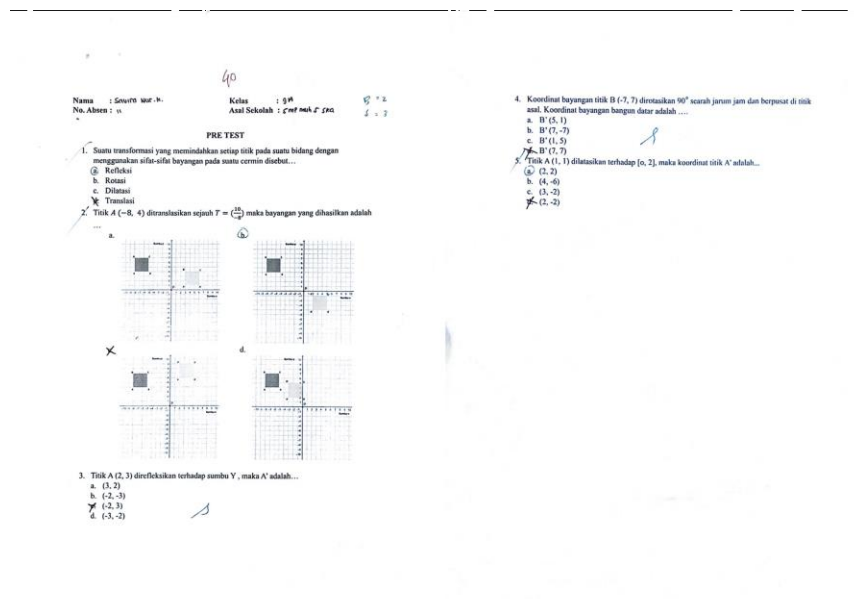 40
Nama :
No. Absen : 11
Kelas :
Asal Sekolah :
B = 2
S = 3
PRE TEST
1. Suatu transformasi yang memindahkan setiap titik pada suatu bidang dengan
menggunakan sifat-sifat bayangan pada suatu cermin disebut…
a. Refleksi
b. Rotasi
c. Dilatasi
Translasi
2. Titik A (−8, 4) ditranslasikan sejauh T = maka bayangan yang dihasilkan adalah
…
a.
b.
d.
3. Titik A (2, 3) direfleksikan terhadap sumbu Y , maka A' adalah…
a. (3, 2)
b. (-2, -3)
(-2, 3)
d. (-3, -2)
4. Koordinat bayangan titik B (-7, 7) dirotasikan 90° searah jarum jam dan berpusat di titik
asal. Koordinat bayangan bangun datar adalah ….
a. B' (5, 1)
b. B' (7, -7)
c. B' (1, 5)
B' (7, 7)
5. Titik A (1, 1) dilatasikan terhadap [o, 2], maka koordinat titik A' adalah...
a. (2, 2)
b. (4, -6)
c. (3, -2)
(2, -2)